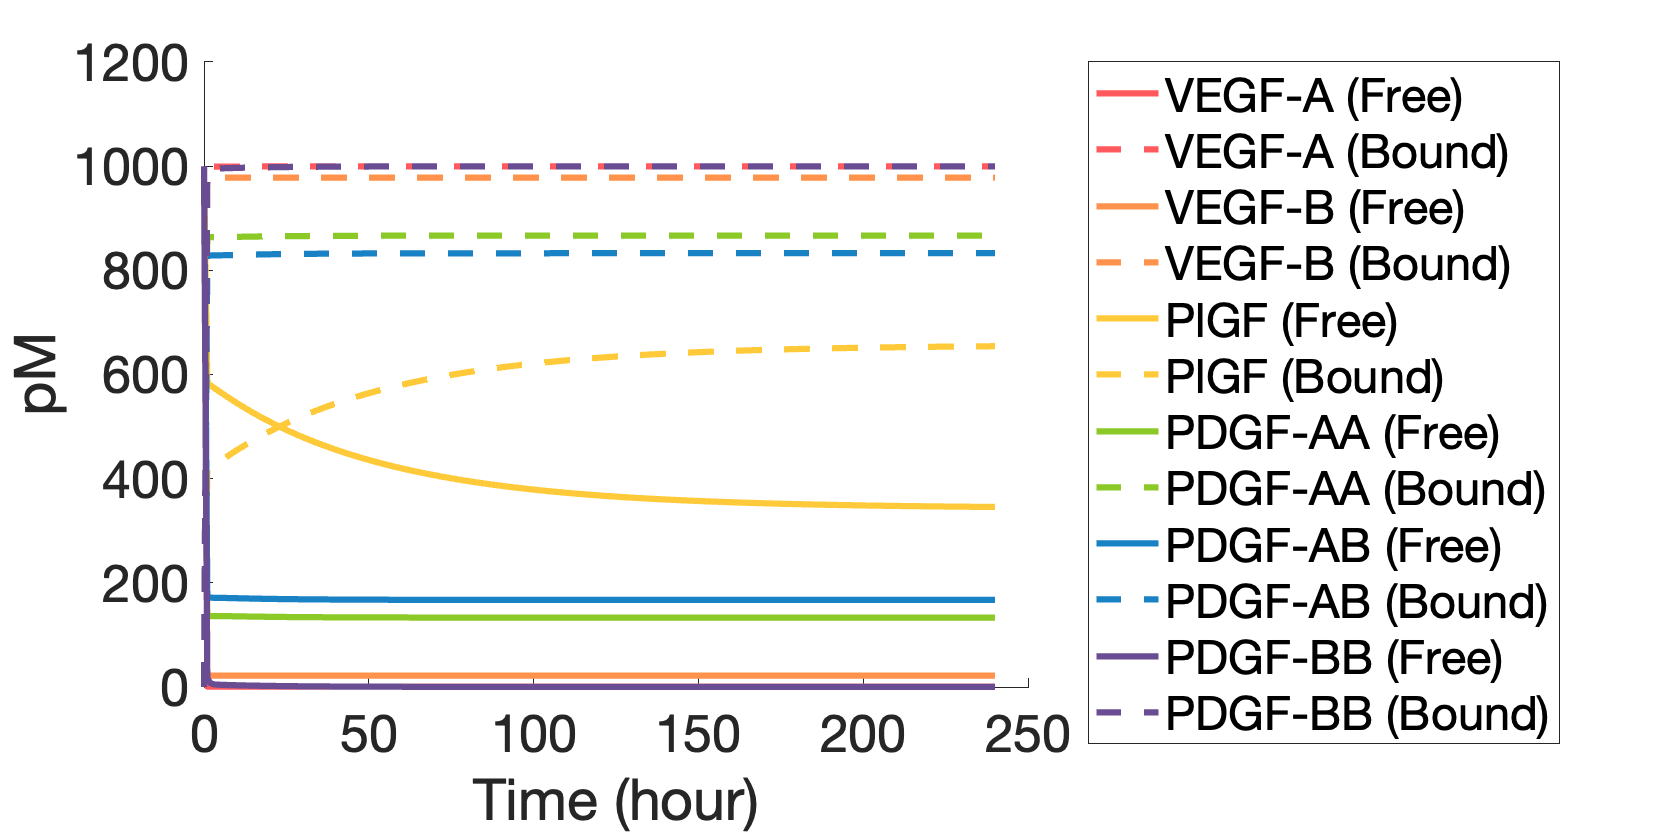 1200
1000
800
600
400
200
0
pM
0 50 100 150 200 250
Time (hour)
VEGF-A (Free)
VEGF-A (Bound)
VEGF-B (Free)
VEGF-B (Bound)
PIGF (Free)
PIGF (Bound)
PDGF-AA (Free)
PDGF-AA (Bound)
PDGF-AB (Free)
PDGF-AB (Bound)
PDGF-BB (Free)
PDGF-BB (Bound)